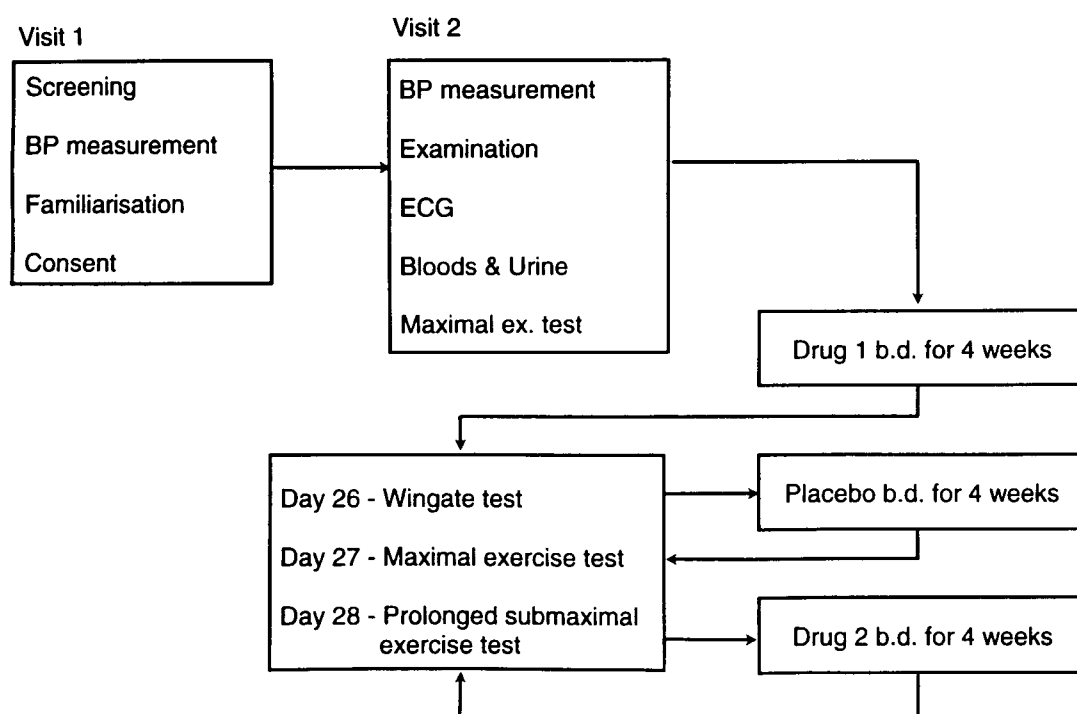 Visit 1
Screening
BP measurement
Familiarisation
Consent
Visit 2
BP measurement
Examination
ECG
Bloods & Urine
Maximal ex. test
Drug 1 b.d. for 4 weeks
Day 26 - Wingate test
Day 27 - Maximal exercise test
Day 28 - Prolonged submaximal
exercise test
Placebo b.d. for 4 weeks
Drug 2 b.d. for 4 weeks